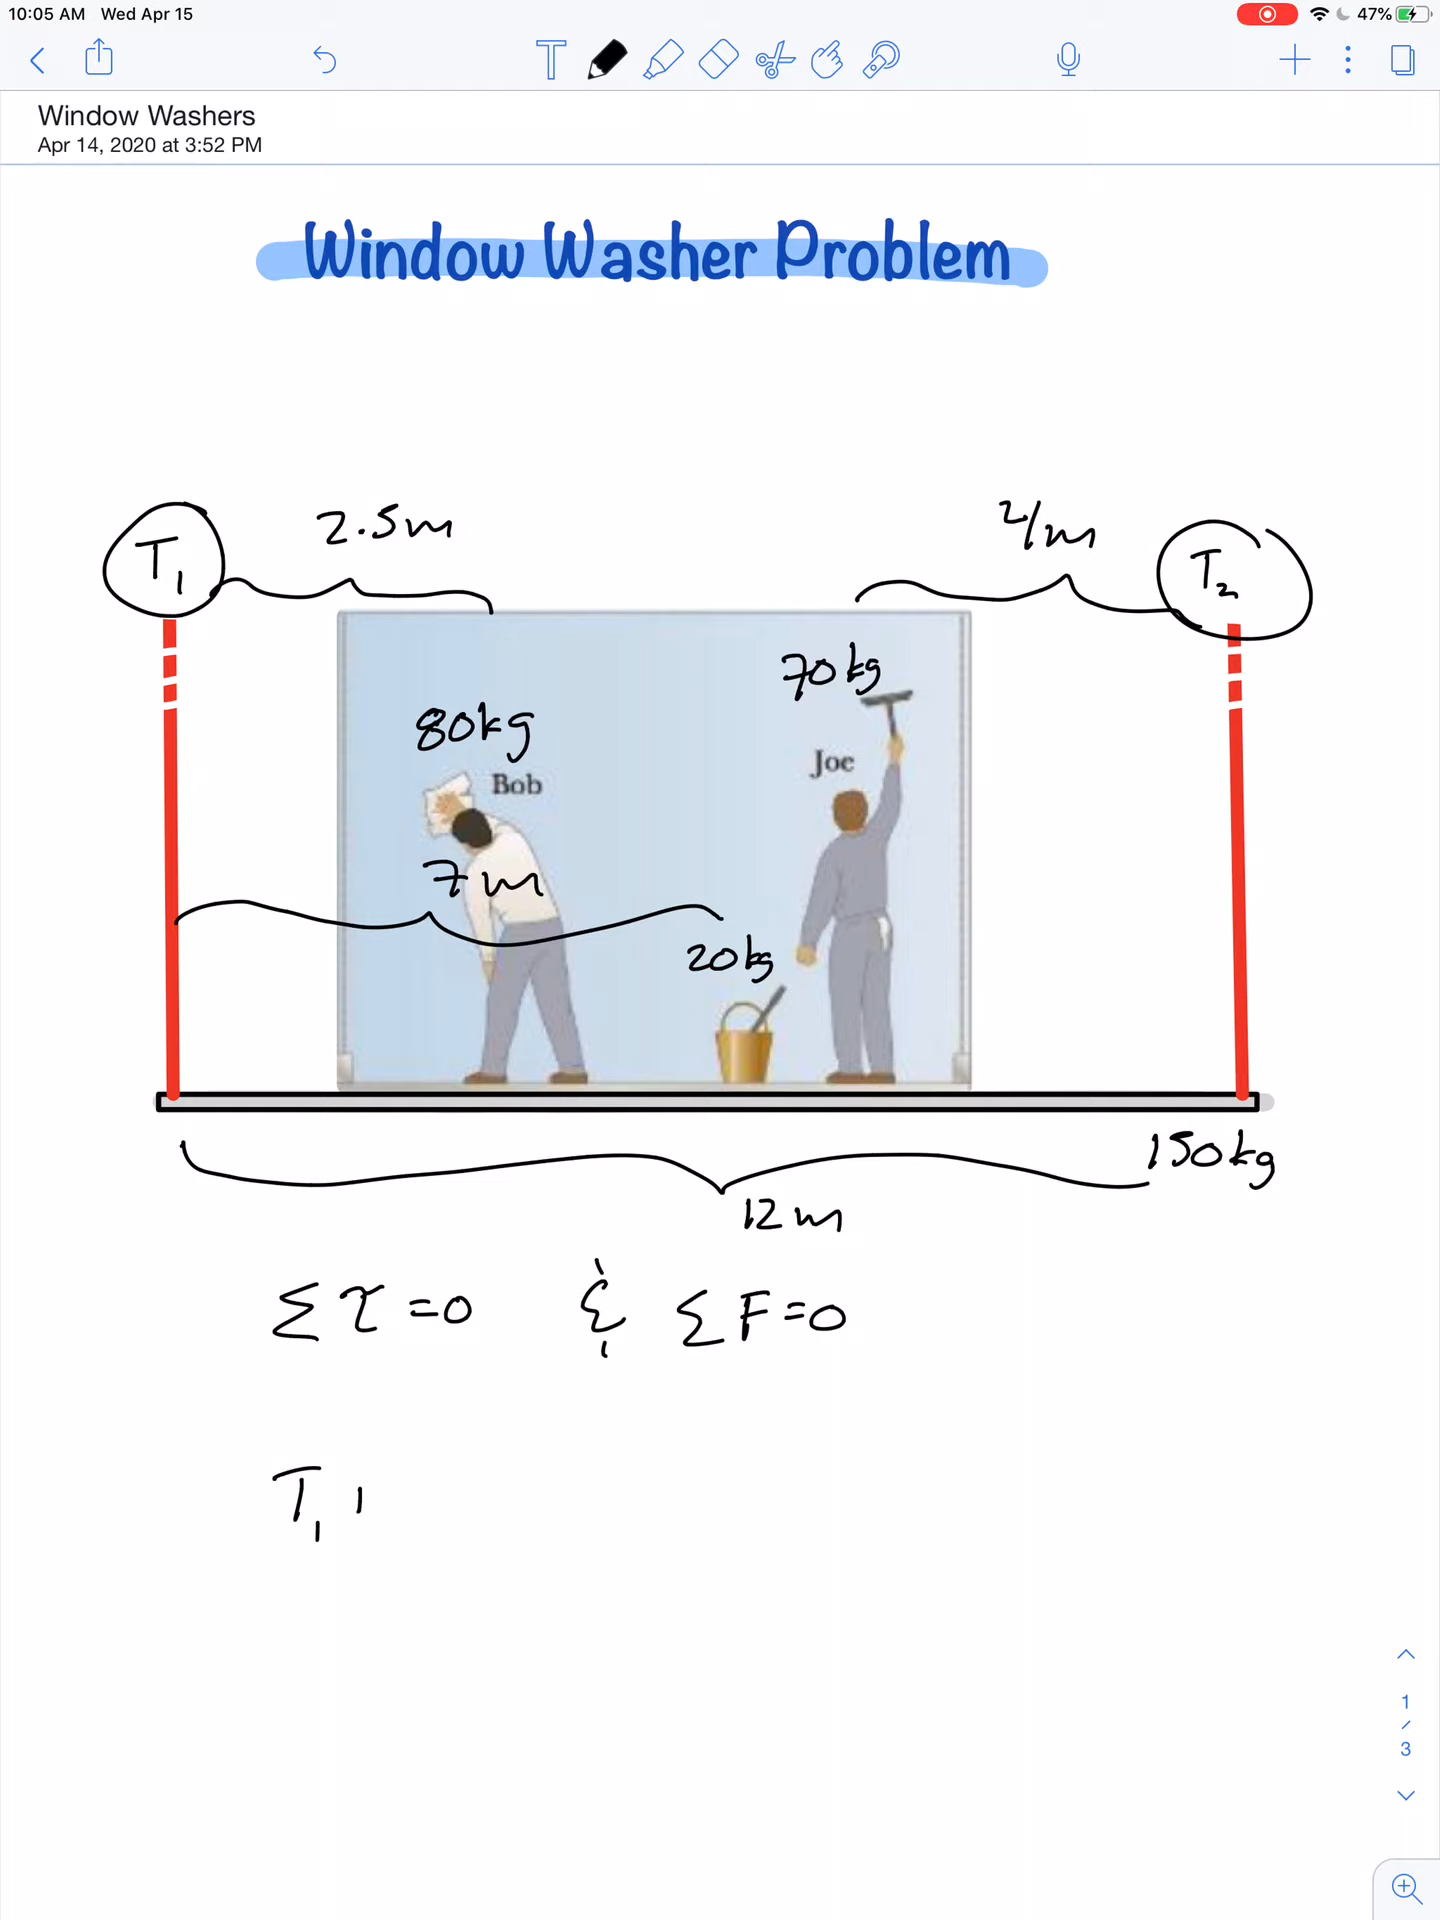 10:05 AM Wed Apr 15
47%
Window Washers
Apr 14, 2020 at 3:52 PM
Window Washer Problem
T₁
2.5m
4m
T₂
70kg
80kg
Joe
Bob
7m
20kg
150kg
12m
Στ=0 & ΣF=0
T₁ ı
1
/
3